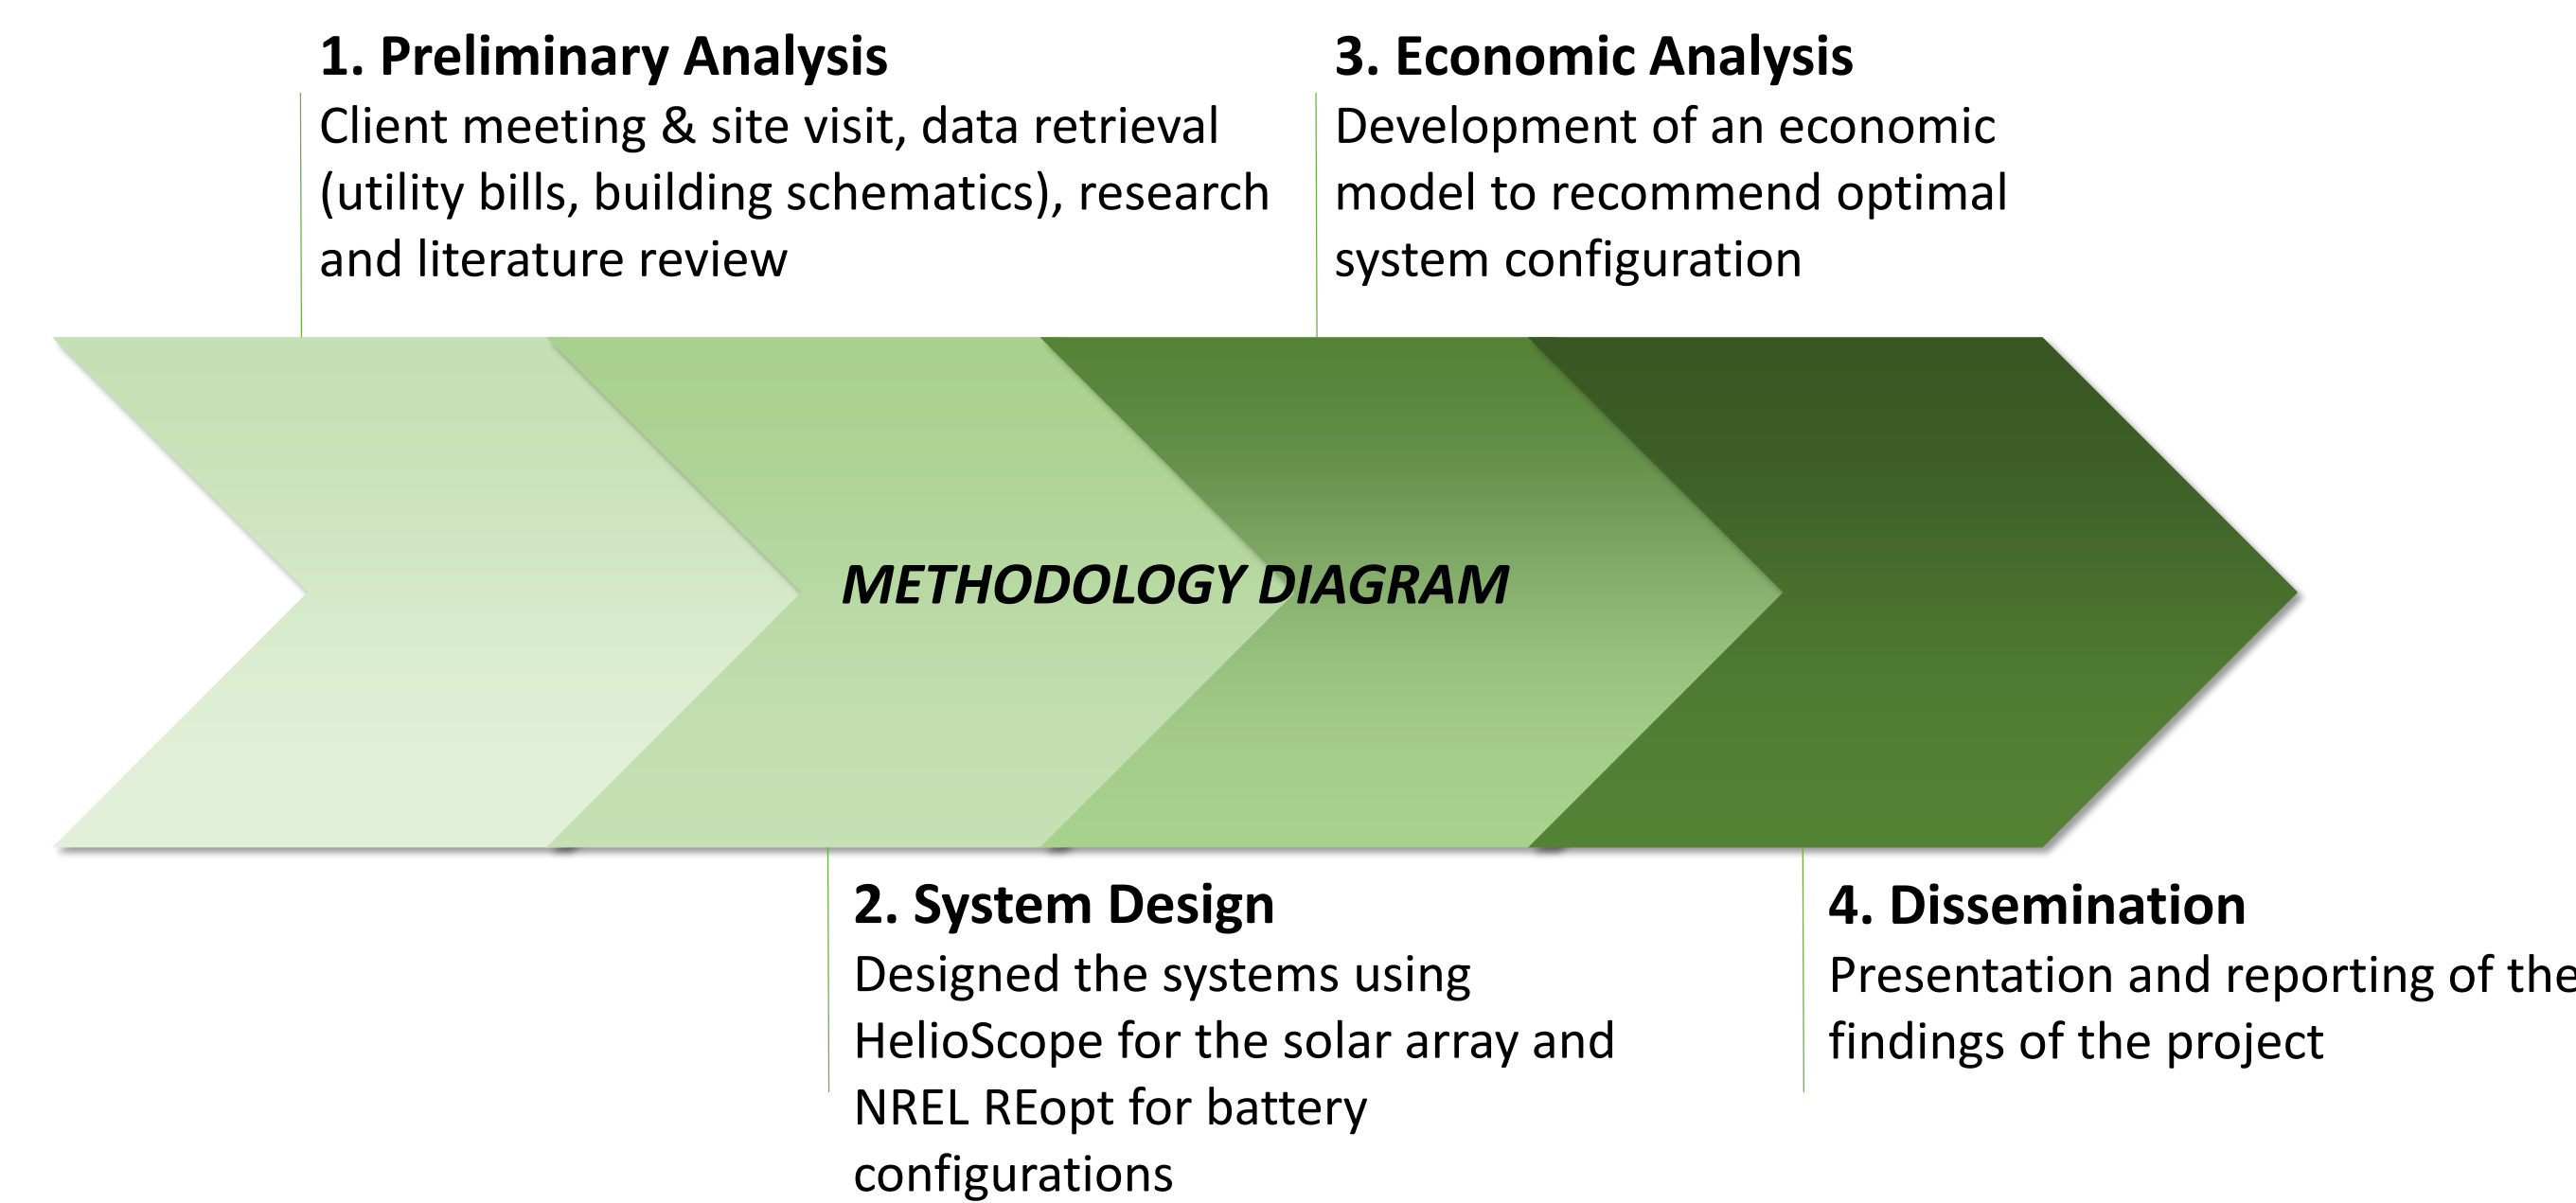 1. Preliminary Analysis
Client meeting & site visit, data retrieval
(utility bills, building schematics), research
and literature review
3. Economic Analysis
Development of an economic
model to recommend optimal
system configuration
METHODOLOGY DIAGRAM
2. System Design
Designed the systems using
HelioScope for the solar array and
NREL REopt for battery
configurations
4. Dissemination
Presentation and reporting of the
findings of the project